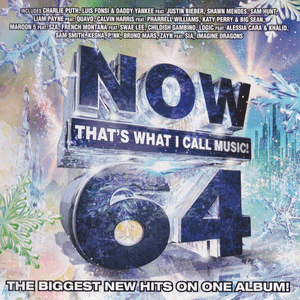 INCLUDES CHARLIE PUTH, LUIS FONSI & DADDY YANKEE FEAT. JUSTIN BIEBER, SHAWN MENDES, SAM HUNT,
LIAM PAYNE FEAT. QUAVO, CALVIN HARRIS FEAT. PHARRELL WILLIAMS, KATY PERRY & BIG SEAN,
MAROON 5 FEAT. SZA, FRENCH MONTANA FEAT. SWAE LEE, CHILDISH GAMBINO, LOGIC FEAT. ALESSIA CARA & KHALID,
SAM SMITH, KESHA, P!NK, BRUNO MARS, ZAYN FEAT. SIA, IMAGINE DRAGONS
NOW
THAT'S WHAT I CALL MUSIC!
64
THE BIGGEST NEW HITS ON ONE ALBUM!